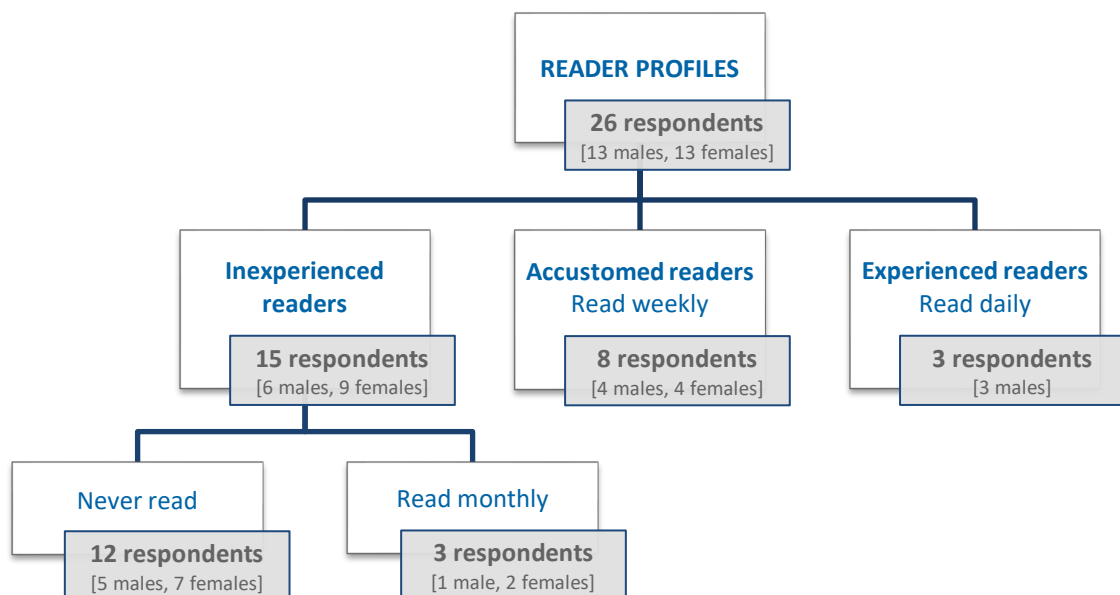 READER PROFILES
26 respondents
[13 males, 13 females]
Inexperienced
readers
15 respondents
[6 males, 9 females]
Accustomed readers
Read weekly
8 respondents
[4 males, 4 females]
Experienced readers
Read daily
3 respondents
[3 males]
Never read
12 respondents
[5 males, 7 females]
Read monthly
3 respondents
[1 male, 2 females]